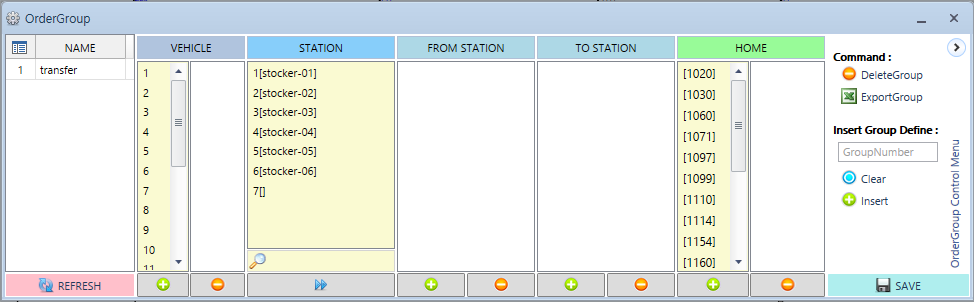 OrderGroup
NAME
1 transfer
REFRESH
VEHICLE
1
2
3
4
5
6
7
8
9
10
11
STATION
1[stocker-01]
2[stocker-02]
3[stocker-03]
4[stocker-04]
5[stocker-05]
6[stocker-06]
7[]
FROM STATION
TO STATION
HOME
[1020]
[1030]
[1060]
[1071]
[1097]
[1099]
[1110]
[1114]
[1154]
[1160]
Command :
DeleteGroup
ExportGroup
Insert Group Define :
GroupNumber
Clear
Insert
SAVE
OrderGroup Control Menu